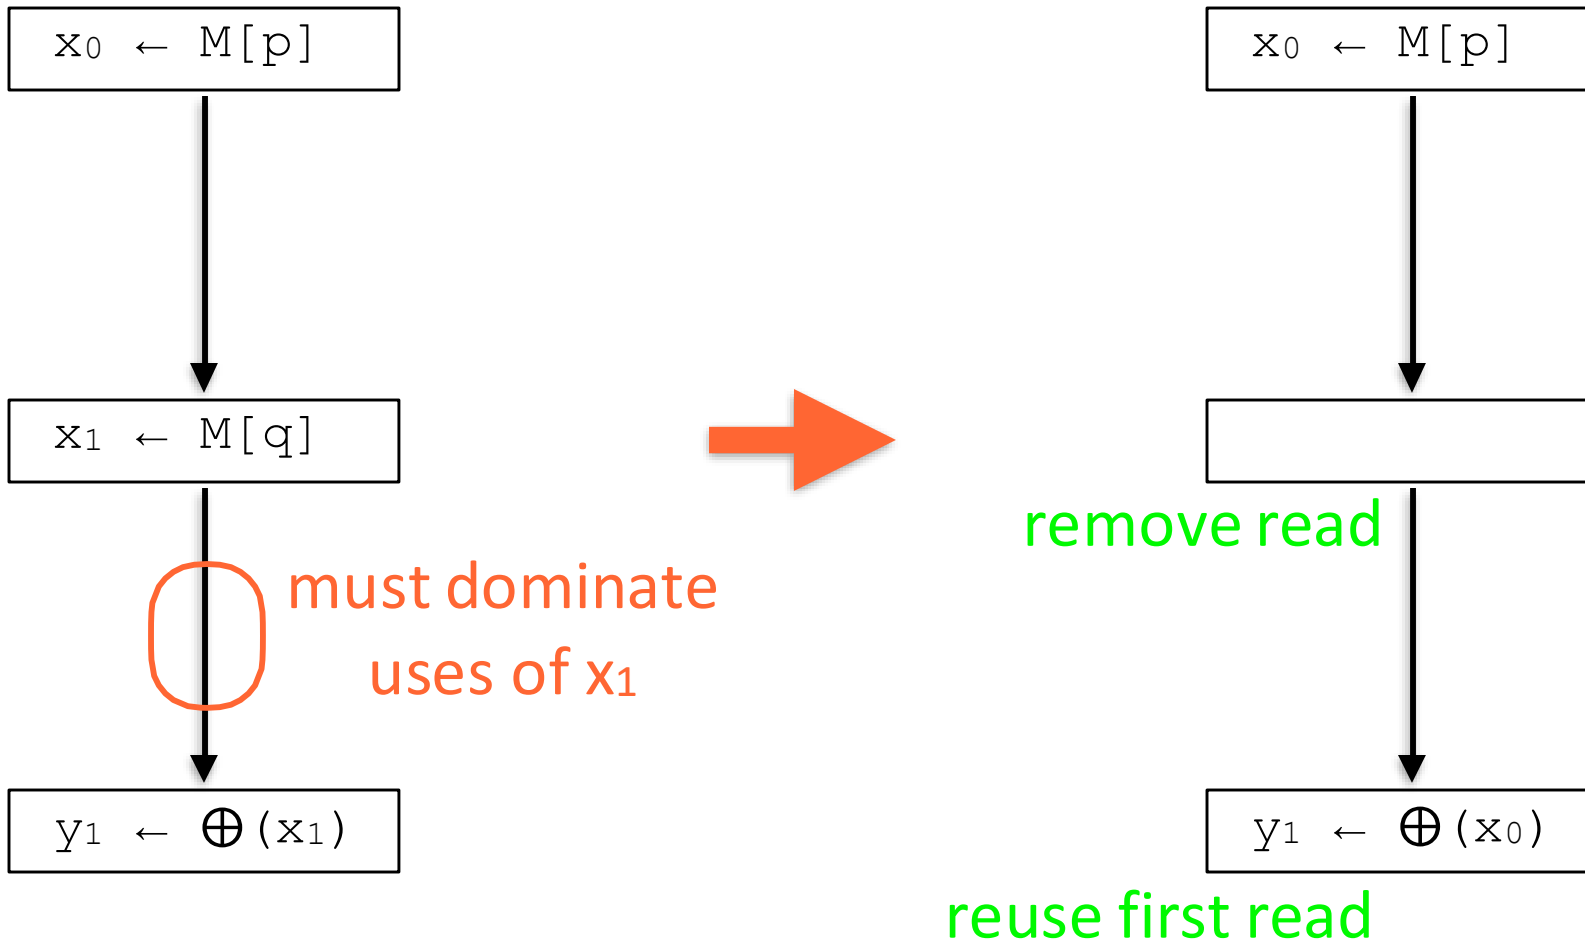 x₀ ← M[p]
x₁ ← M[q]
must dominate
uses of x₁
y₁ ← ⊕(x₁)
x₀ ← M[p]
remove read
y₁ ← ⊕(x₀)
reuse first read